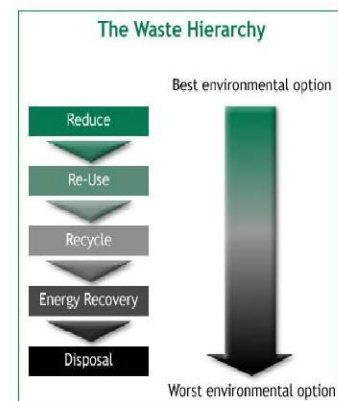 The Waste Hierarchy
Best environmental option
Reduce
Re-Use
Recycle
Energy Recovery
Disposal
Worst environmental option